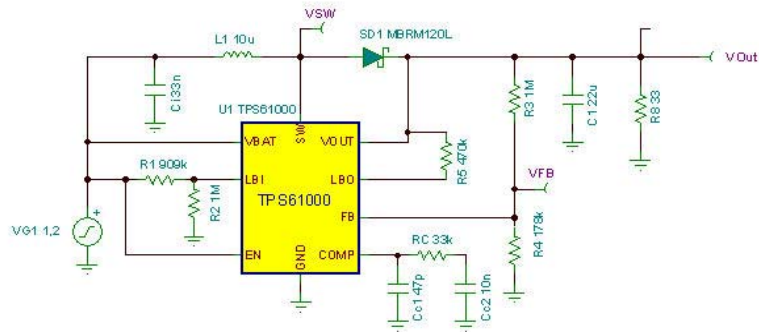 VSW
L1 10u
SD1 MBRM120L
VOut
Ci33n
R3 1M
C1 22u
R8 33
U1 TPS61000
SW
VBAT
VOUT
R1 909k
LBI
LBO
R5 470k
VFB
R2 1M
TPS61000
FB
VG1 1,2
+
RC 33k
R4 178k
EN
GND
COMP
Cc1 47p
Cc2 10n